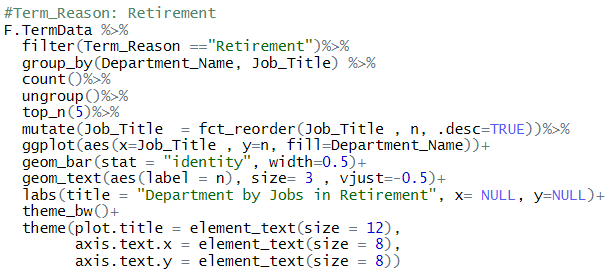 #Term_Reason: Retirement
F.TermData %>%
  filter(Term_Reason =="Retirement")%>%
  group_by(Department_Name, Job_Title) %>%
  count()%>%
  ungroup()%>%
  top_n(5)%>%
  mutate(Job_Title  = fct_reorder(Job_Title , n, .desc=TRUE))%>%
  ggplot(aes(x=Job_Title , y=n, fill=Department_Name))+
  geom_bar(stat = "identity", width=0.5)+
  geom_text(aes(label = n), size= 3 , vjust=-0.5)+
  labs(title = "Department by Jobs in Retirement", x= NULL, y=NULL)+
  theme_bw()+
  theme(plot.title = element_text(size = 12),
        axis.text.x = element_text(size = 8),
        axis.text.y = element_text(size = 8))